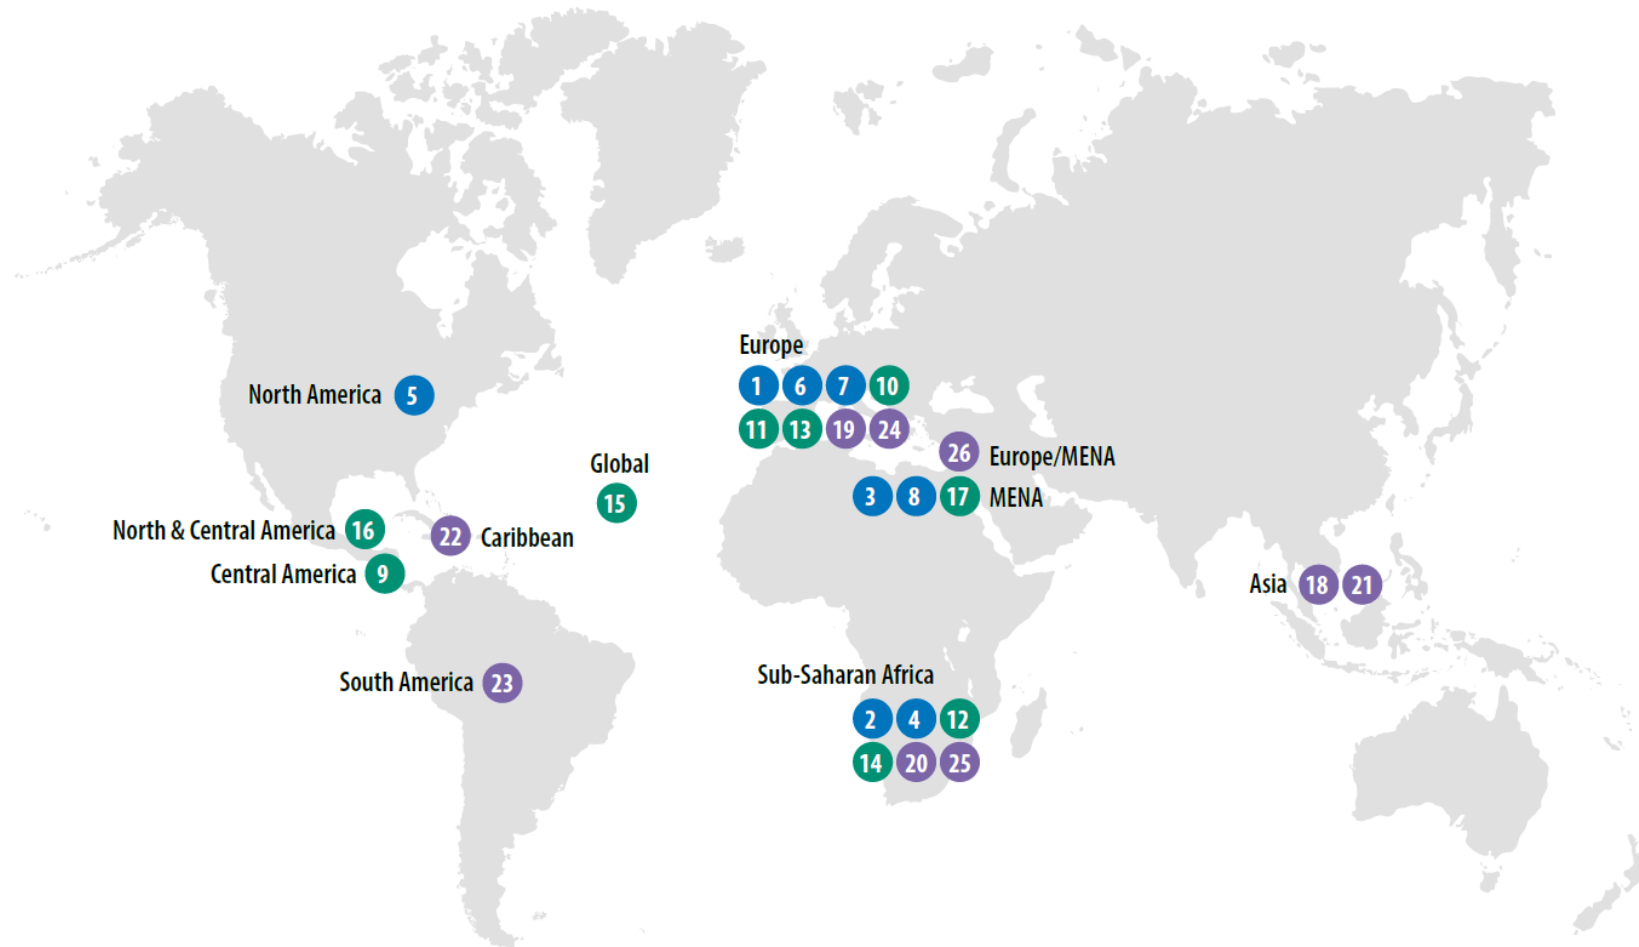 Europe
1 6 7 10
North America 5
11 13 19 24
26 Europe/MENA
Global
3 8 17 MENA
15
North & Central America 16
22 Caribbean
Central America 9
Asia 18 21
Sub-Saharan Africa
South America 23
2 4 12
14 20 25